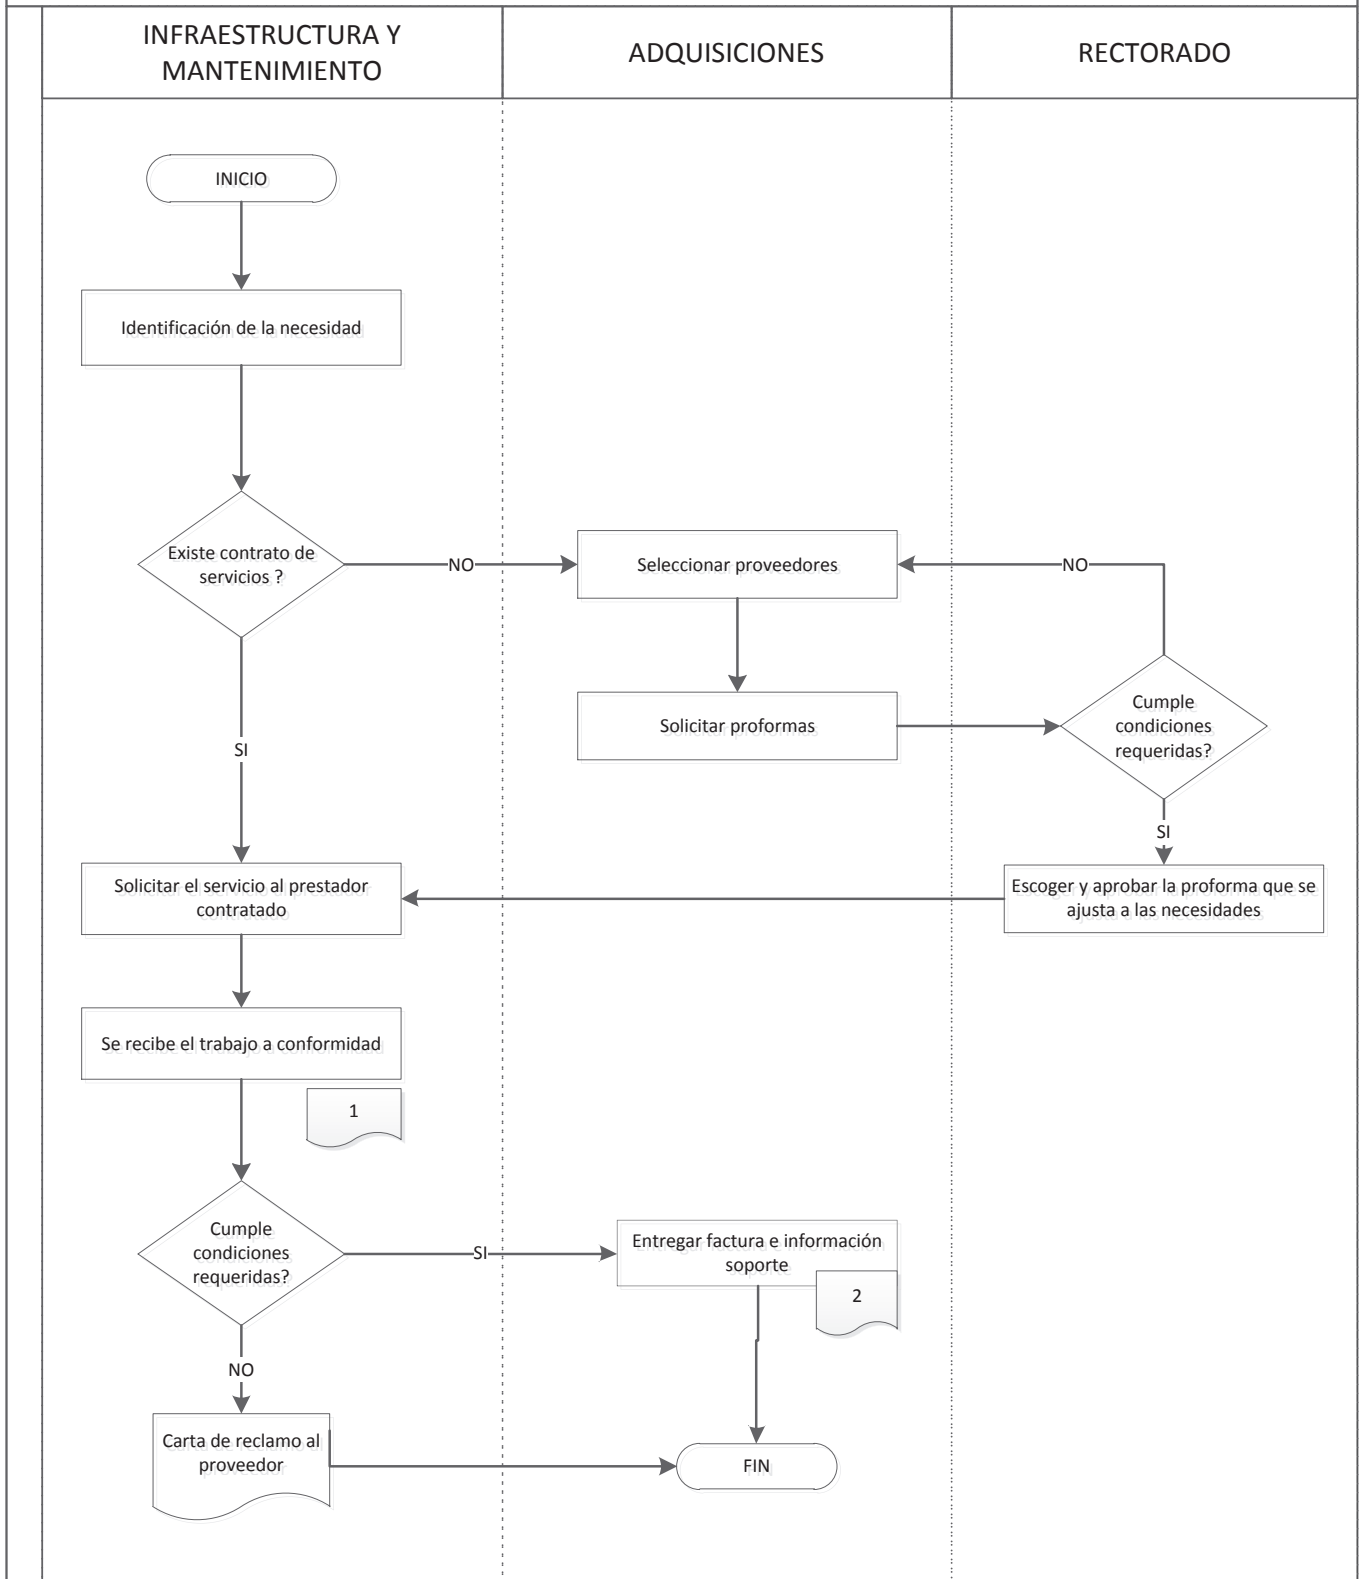 INFRAESTRUCTURA Y
MANTENIMIENTO
ADQUISICIONES
RECTORADO
INICIO
Identificación de la necesidad
Existe contrato de
servicios ?
NO
Seleccionar proveedores
NO
Solicitar proformas
Cumple
condiciones
requeridas?
SI
SI
Solicitar el servicio al prestador
contratado
Escoger y aprobar la proforma que se
ajusta a las necesidades
Se recibe el trabajo a conformidad
1
Cumple
condiciones
requeridas?
SI
Entregar factura e información
soporte
2
NO
Carta de reclamo al
proveedor
FIN